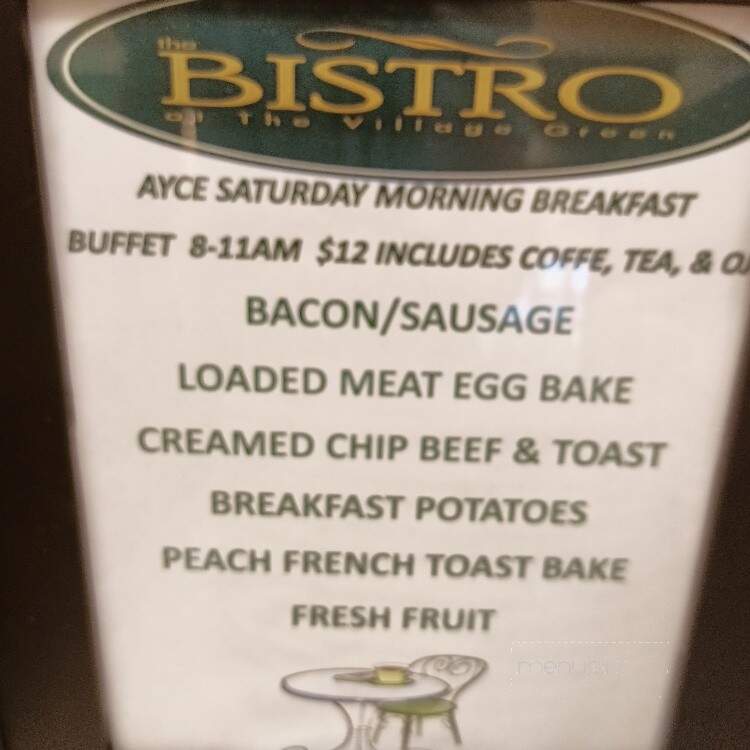 the
BISTRO
at The Village Green
AYCE SATURDAY MORNING BREAKFAST
BUFFET 8-11AM $12 INCLUDES COFFE, TEA, & OJ
BACON/SAUSAGE
LOADED MEAT EGG BAKE
CREAMED CHIP BEEF & TOAST
BREAKFAST POTATOES
PEACH FRENCH TOAST BAKE
FRESH FRUIT